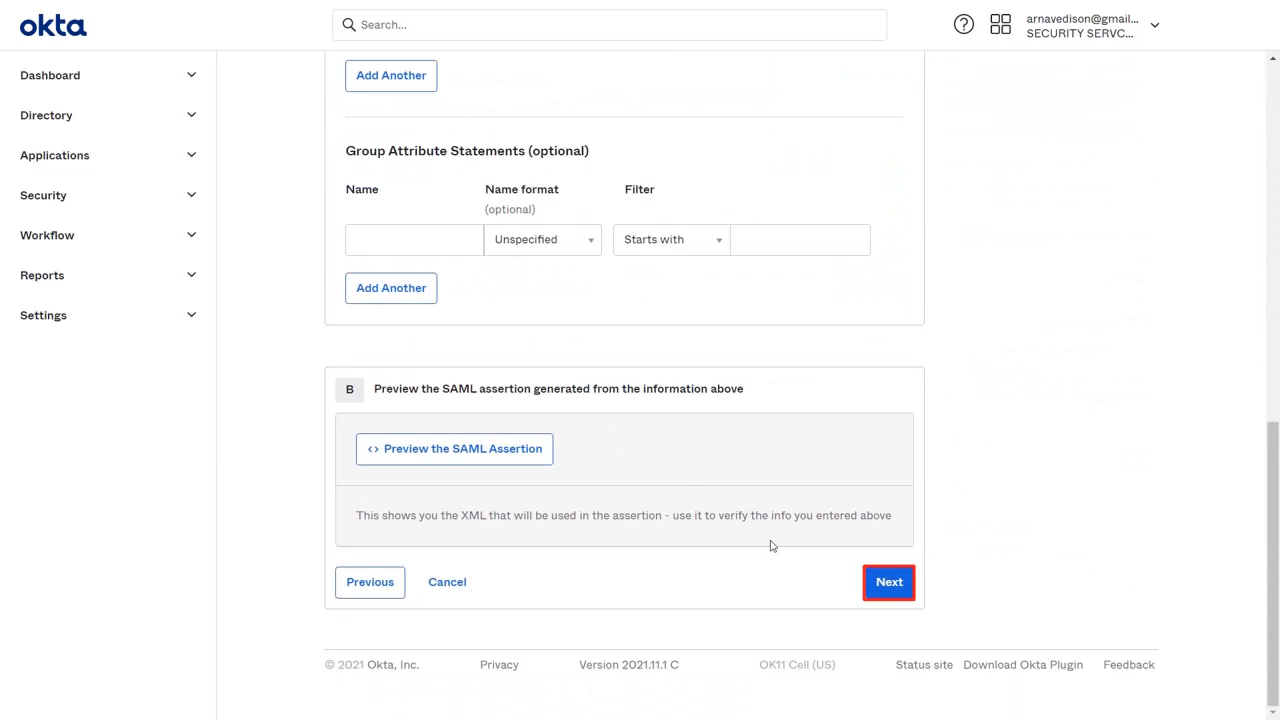 okta
Search...
arnavedison@gmail...
SECURITY SERVC...
Dashboard
Directory
Applications
Security
Workflow
Reports
Settings
Add Another
Group Attribute Statements (optional)
Name
Name format
(optional)
Filter
Unspecified
Starts with
Add Another
B
Preview the SAML assertion generated from the information above
<> Preview the SAML Assertion
This shows you the XML that will be used in the assertion - use it to verify the info you entered above
Previous
Cancel
Next
© 2021 Okta, Inc.
Privacy
Version 2021.11.1 C
OK11 Cell (US)
Status site
Download Okta Plugin
Feedback